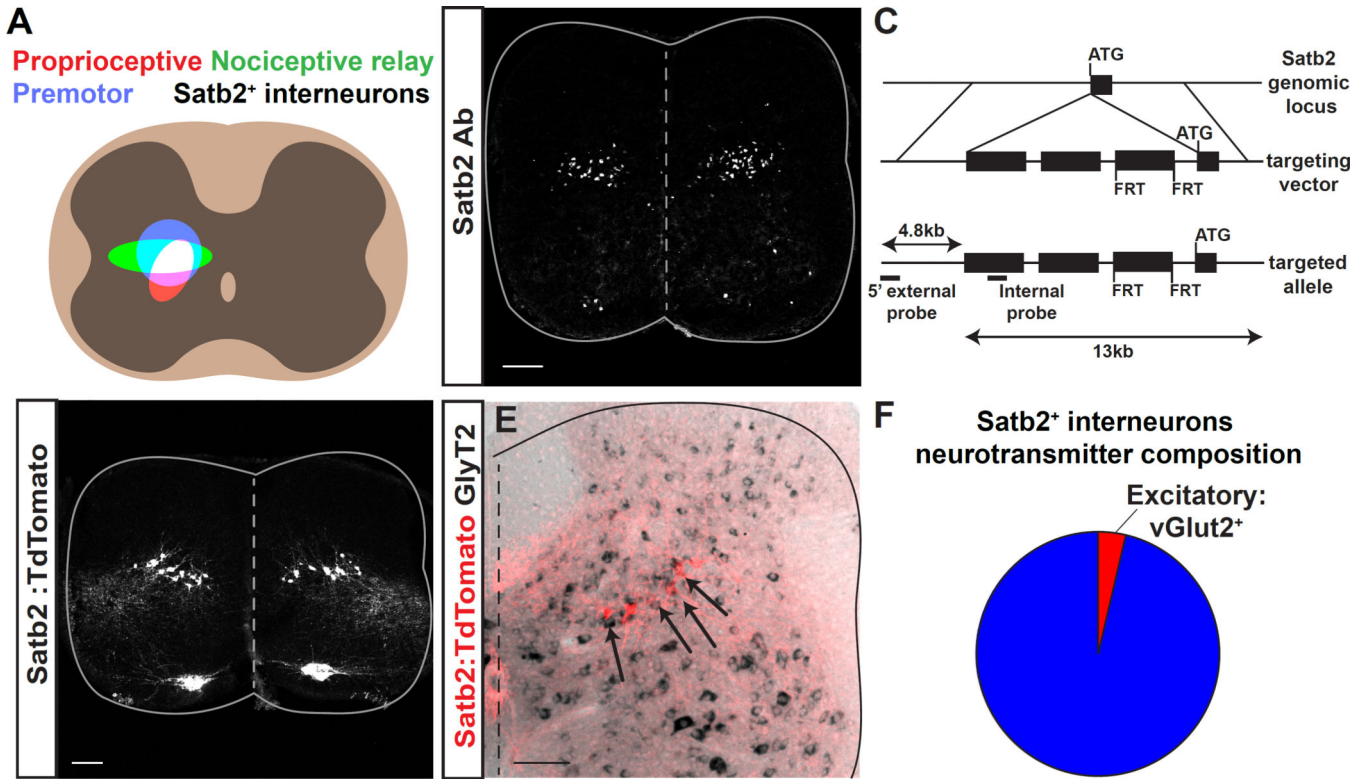 A
Proprioceptive Nociceptive relay
Premotor Satb2⁺ interneurons
Satb2 Ab
C
ATG
Satb2
genomic
locus
ATG
targeting
vector
FRT FRT
4.8kb
ATG
targeted
allele
5' external
probe
Internal
probe
FRT FRT
13kb
Satb2 :TdTomato
E
Satb2:TdTomato GlyT2
F
Satb2⁺ interneurons
neurotransmitter composition
Excitatory:
vGlut2⁺